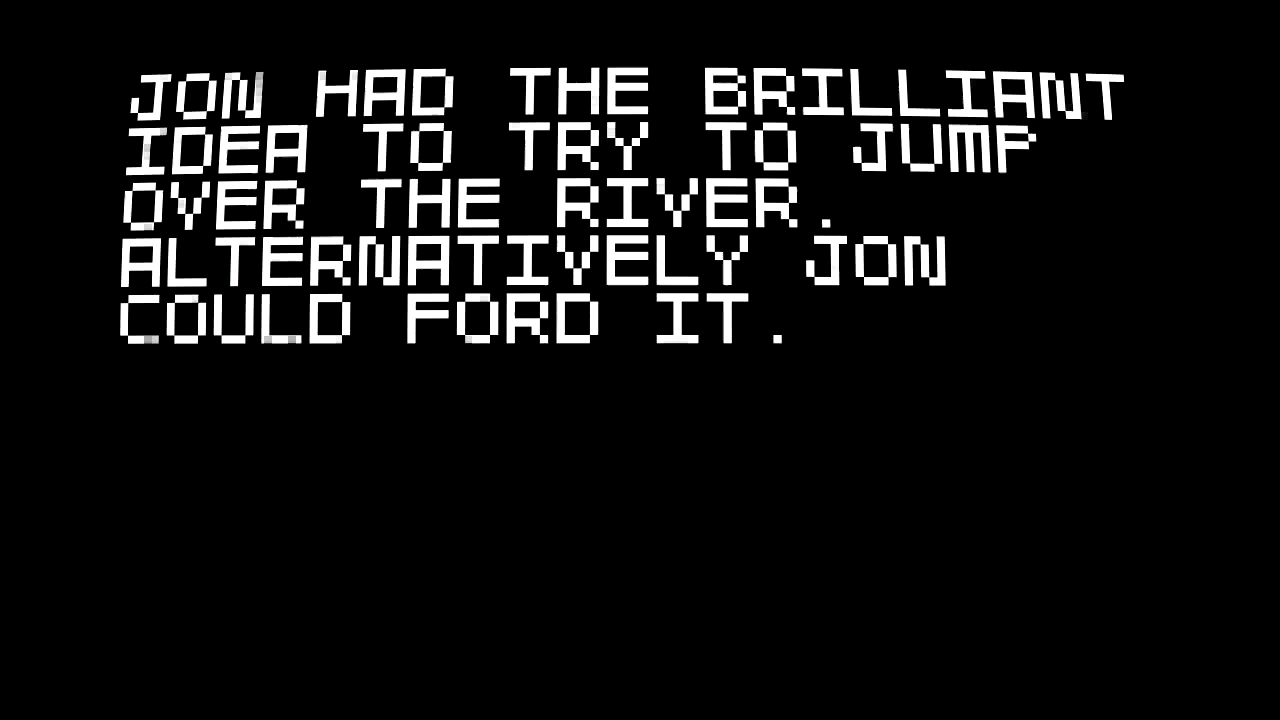 JON HAD THE BRILLIANT
IDEA TO TRY TO JUMP
OVER THE RIVER.
ALTERNATIVELY JON
COULD FORD IT.